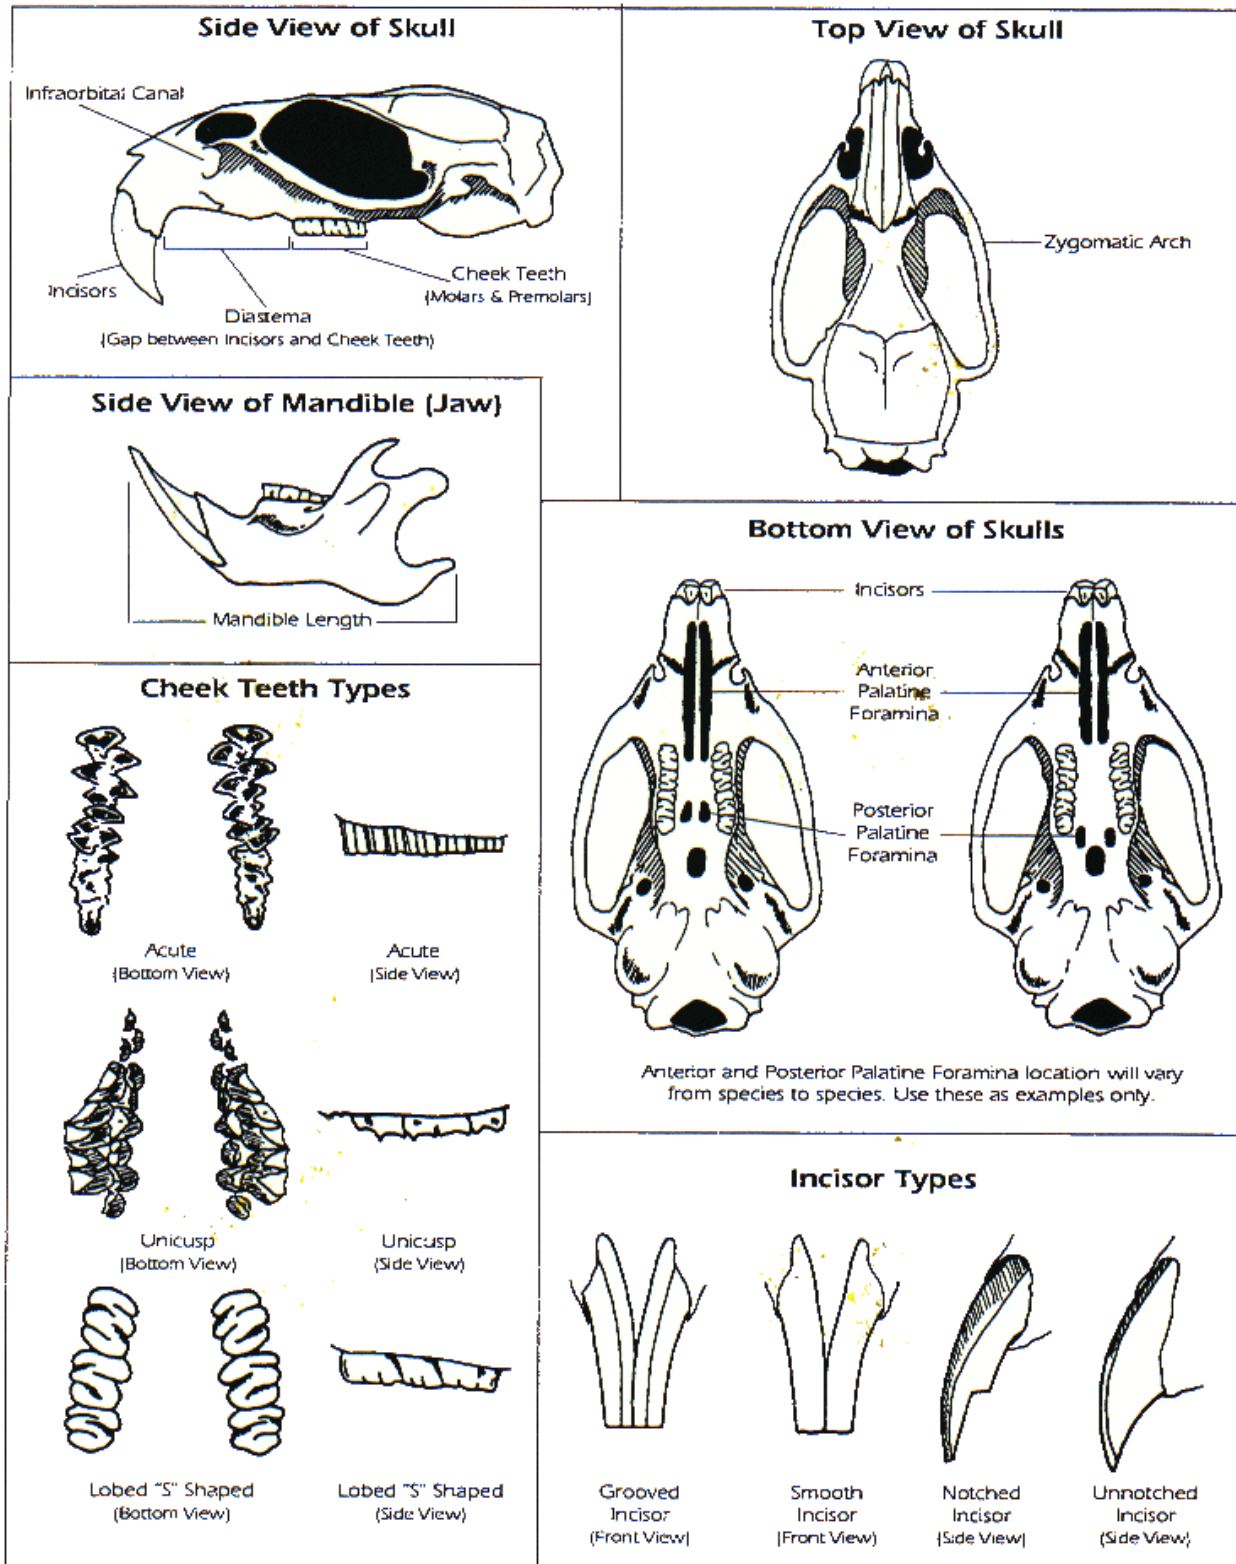 Side View of Skull
Infraorbital Canal
Incisors
Diastema
(Gap between Incisors and Cheek Teeth)
Cheek Teeth
(Molars & Premolars)
Top View of Skull
Zygomatic Arch
Side View of Mandible (Jaw)
Mandible Length
Bottom View of Skulls
Incisors
Anterior
Palatine
Foramina
Posterior
Palatine
Foramina
Anterior and Posterior Palatine Foramina location will vary
from species to species. Use these as examples only.
Cheek Teeth Types
Acute
(Bottom View)
Acute
(Side View)
Unicusp
(Bottom View)
Unicusp
(Side View)
Lobed "S" Shaped
(Bottom View)
Lobed "S" Shaped
(Side View)
Incisor Types
Grooved
Incisor
(Front View)
Smooth
Incisor
(Front View)
Notched
Incisor
(Side View)
Unnotched
Incisor
(Side View)